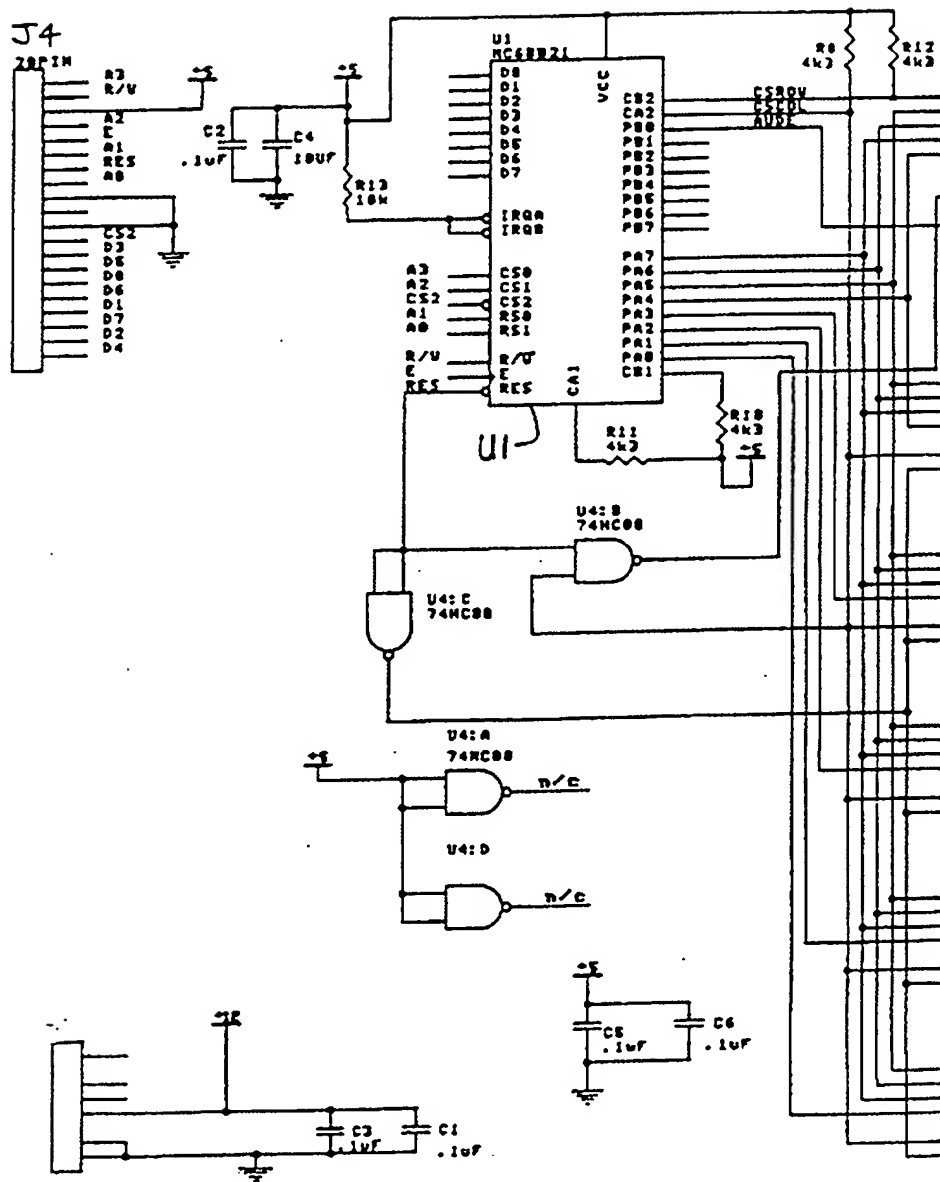 J4
20PIN
A3
R/W
+5
A2
E
A1
RES
A0
CS2
D3
D5
D0
D6
D1
D7
D2
D4
C2
.1uF
C4
10UF
+5
R13
10K
U1
MC68B21
D0
D1
D2
D3
D4
D5
D6
D7
IRQA
IRQB
A3 CS0
A2 CS1
CS2 CS2
A1 RS0
A0 RS1
R/W R/W
E E
RES RES
VCC
CA1
CB2 CSROW
CA2 CSCOL
PB0 AUDE
PB1
PB2
PB3
PB4
PB5
PB6
PB7
PA7
PA6
PA5
PA4
PA3
PA2
PA1
PA0
CB1
4k3
R12
4k3
U1
R11
4k3
R10
4k3
+5
U4:B
74HC00
U4:C
74HC00
U4:A
74HC00
+5
n/c
U4:D
n/c
+5
C5
.1uF
C6
.1uF
C3
.1uF
C1
.1uF